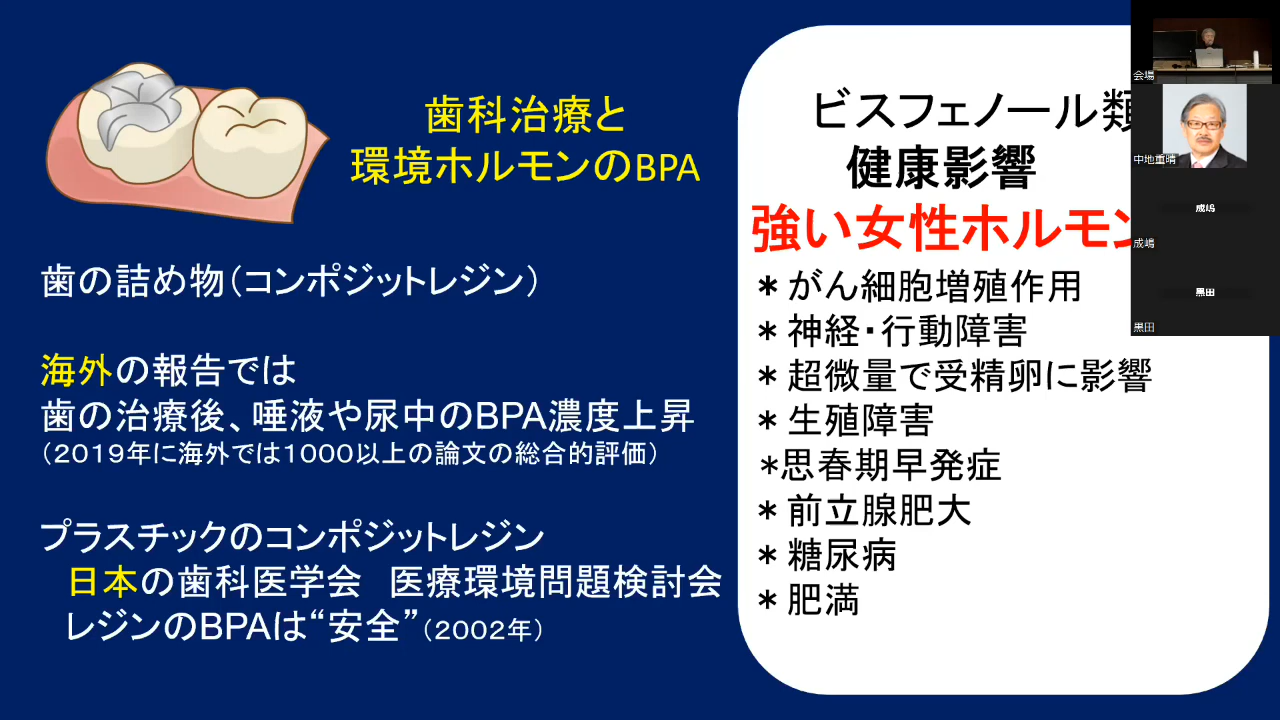 歯科治療と
環境ホルモンのBPA
歯の詰め物（コンポジットレジン）
海外の報告では
歯の治療後、唾液や尿中のBPA濃度上昇
（2019年に海外では1000以上の論文の総合的評価）
プラスチックのコンポジットレジン
日本の歯科医学会　医療環境問題検討会
レジンのBPAは“安全”（2002年）
ビスフェノール類
健康影響
強い女性ホルモン
＊がん細胞増殖作用
＊神経・行動障害
＊超微量で受精卵に影響
＊生殖障害
＊思春期早発症
＊前立腺肥大
＊糖尿病
＊肥満
会場
中地重晴
成嶋
成嶋
黒田
黒田